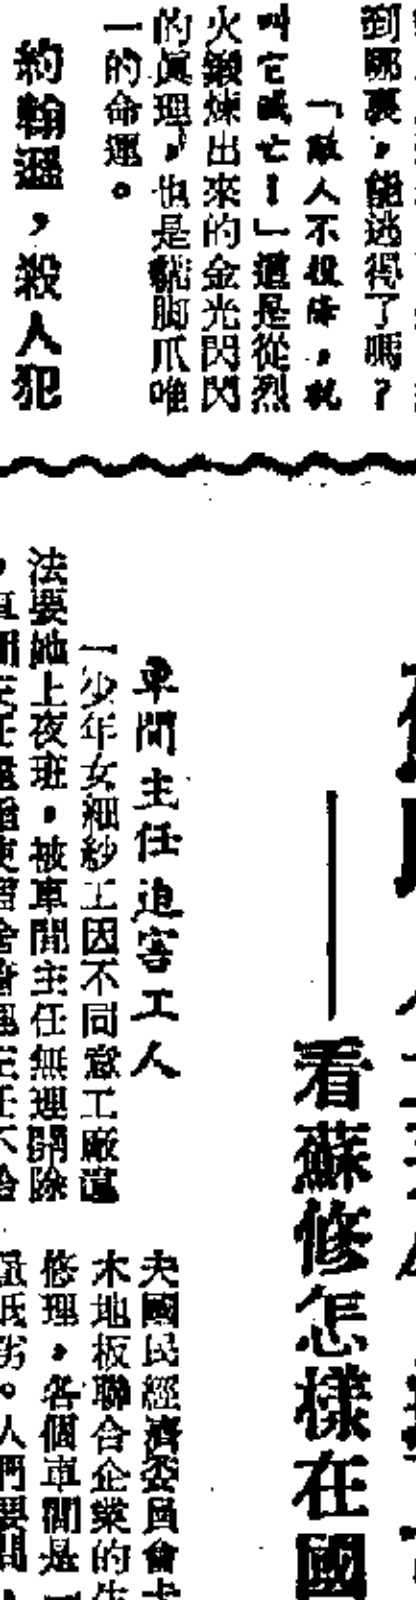 到哪裏，能逃得了嗎？
「敵人不投降，就
叫它滅亡！」這是從烈
火鍛煉出來的金光閃閃
的眞理，也是魏脚爪唯
一的命運。
約翰遜，殺人犯
看蘇修怎樣在國
車間主任迫害工人
一少年女細紗工因不同意工廠違
法要她上夜班，被車間主任無理開除
夫國民經濟委員會
木地板聯合企業的生
修理，各個車間是一
低劣。人們要問，